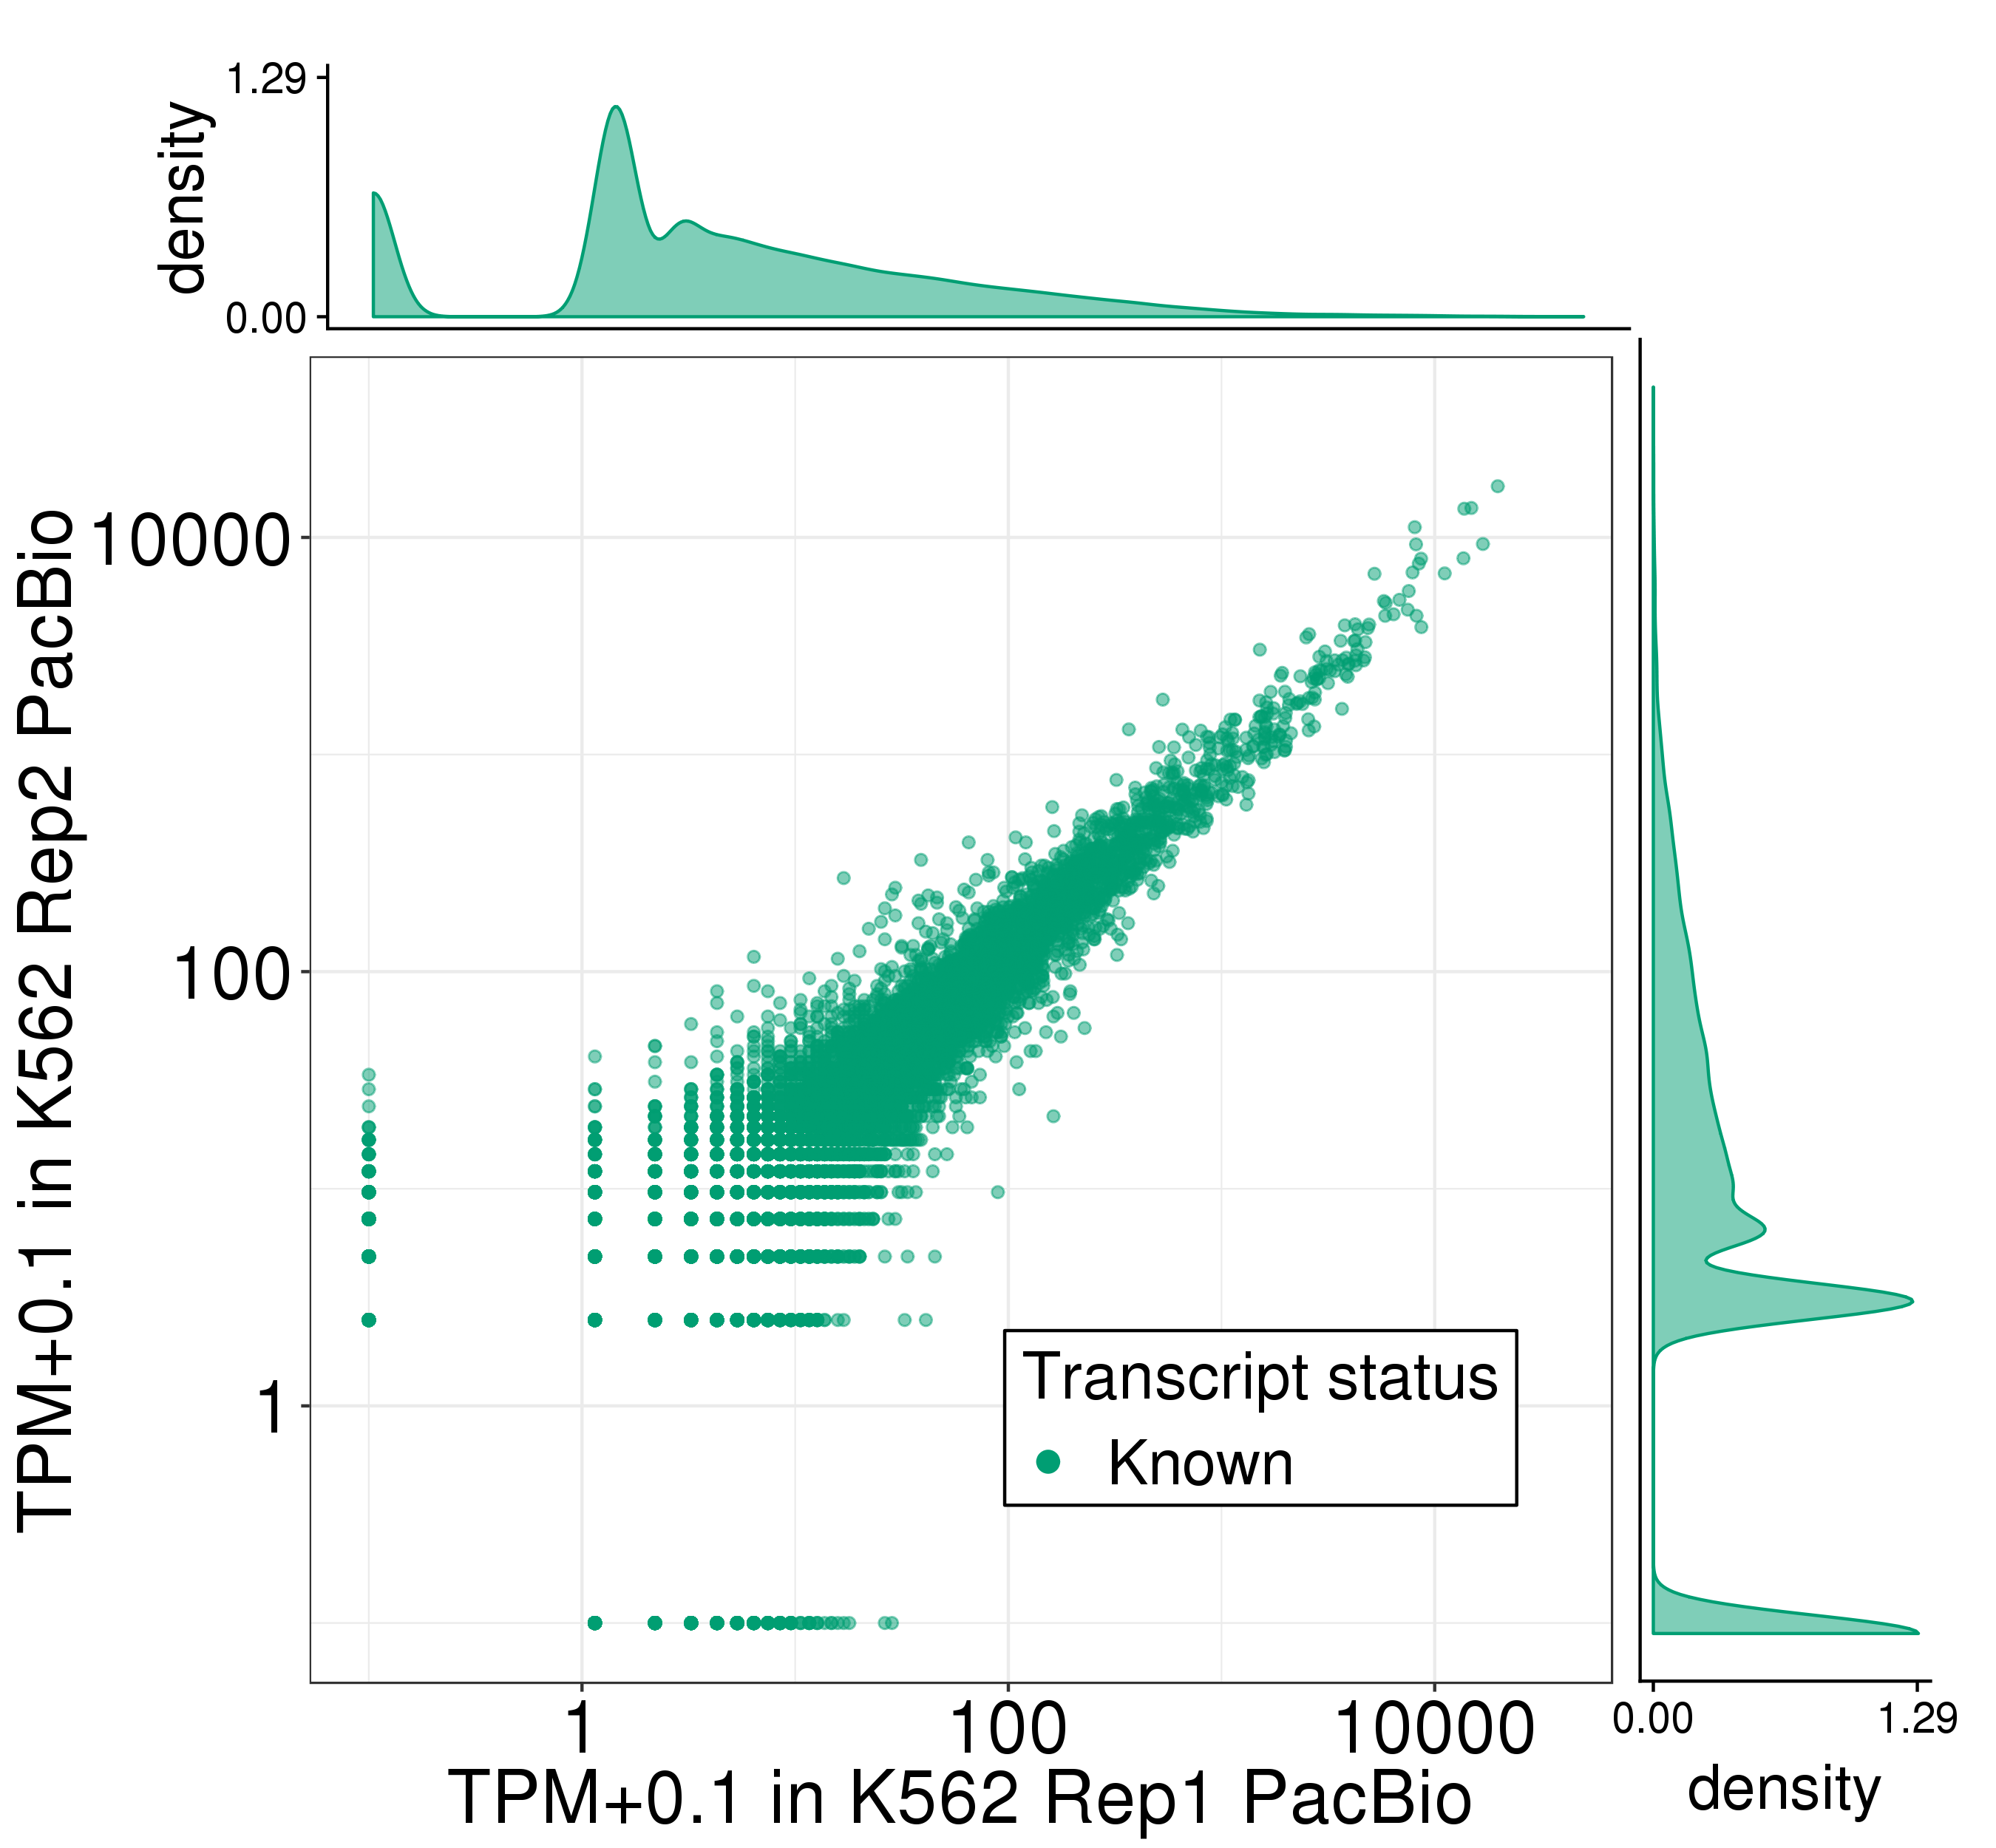 1.29
density
0.00
TPM+0.1 in K562 Rep2 PacBio
10000
100
1
Transcript status
Known
1
100
10000
TPM+0.1 in K562 Rep1 PacBio
0.00
1.29
density